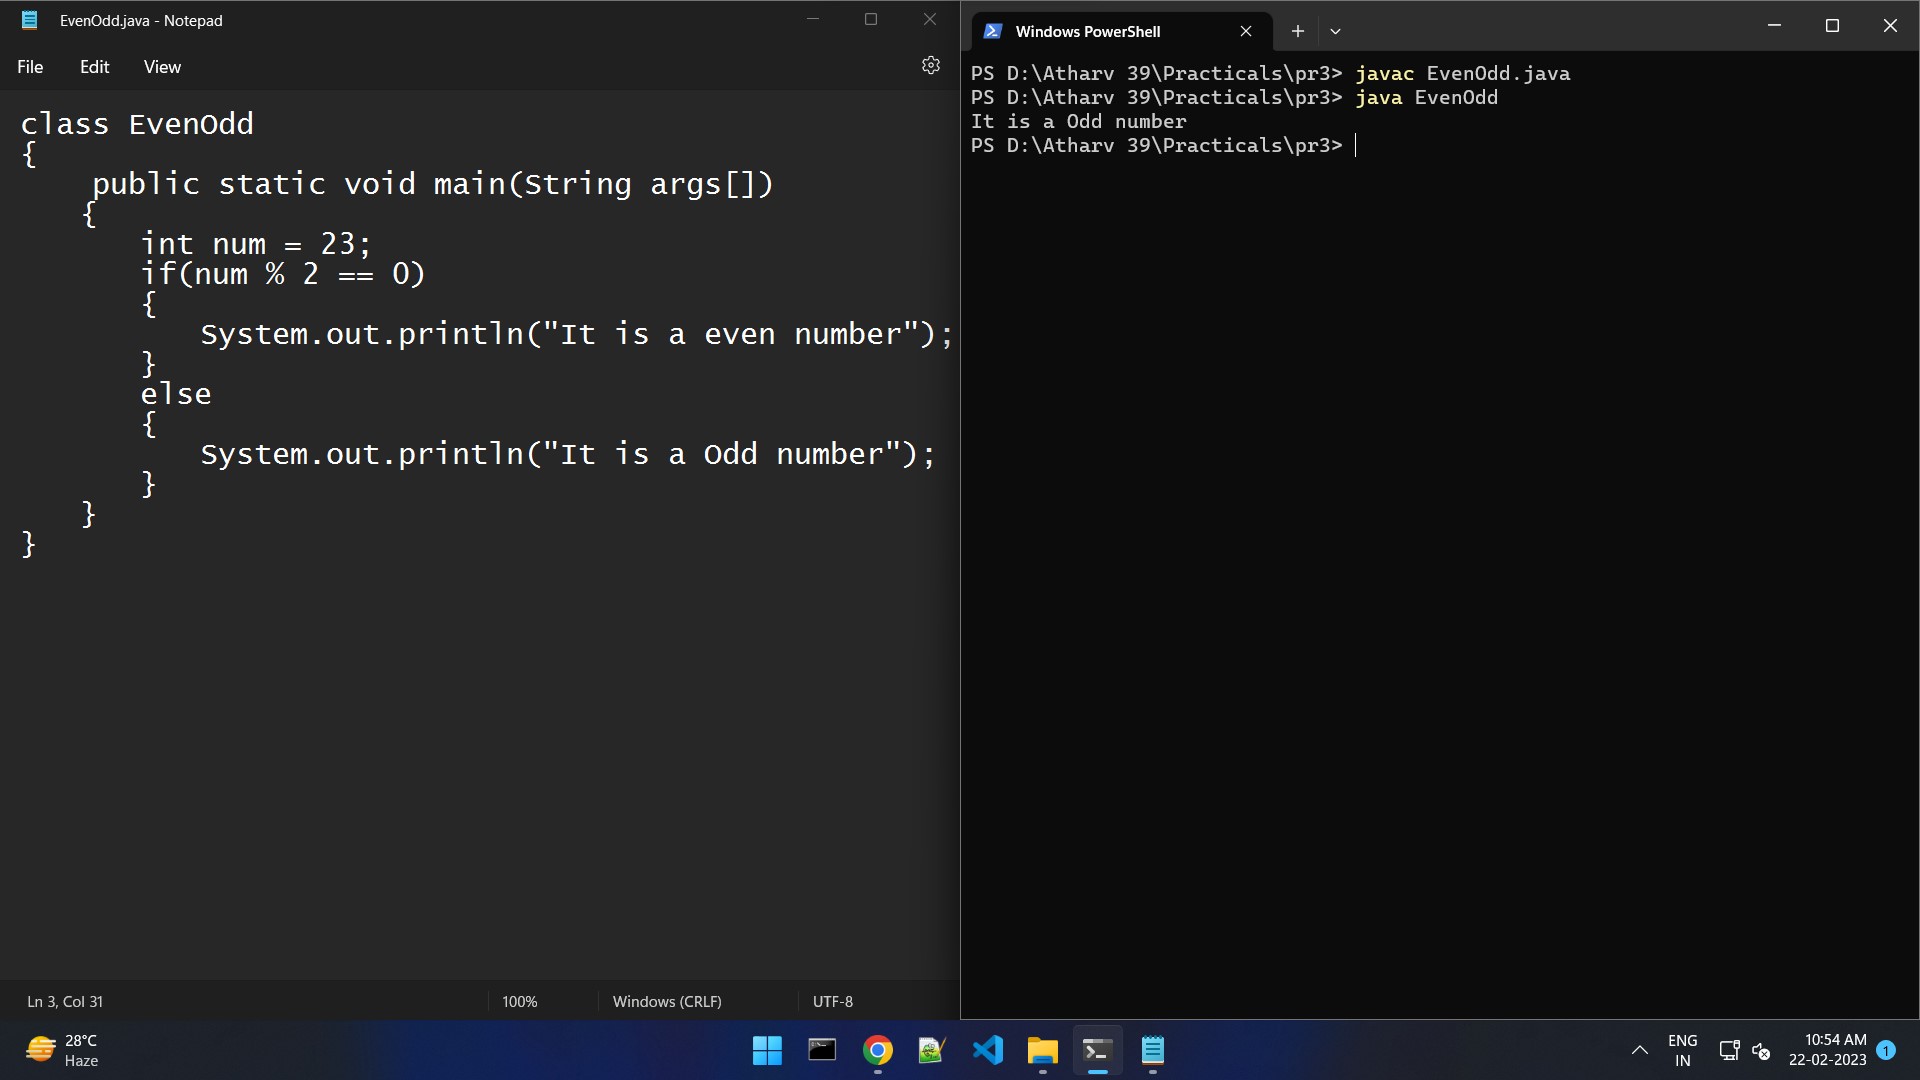 EvenOdd.java - Notepad
File Edit View
class EvenOdd
{
public static void main(String args[])
{
int num = 23;
if(num % 2 == 0)
{
System.out.println("It is a even number");
}
else
{
System.out.println("It is a Odd number");
}
}
}
Ln 3, Col 31 100% Windows (CRLF) UTF-8
Windows PowerShell
PS D:\Atharv 39\Practicals\pr3> javac EvenOdd.java
PS D:\Atharv 39\Practicals\pr3> java EvenOdd
It is a Odd number
PS D:\Atharv 39\Practicals\pr3>
28°C
Haze
ENG
IN
10:54 AM
22-02-2023
1